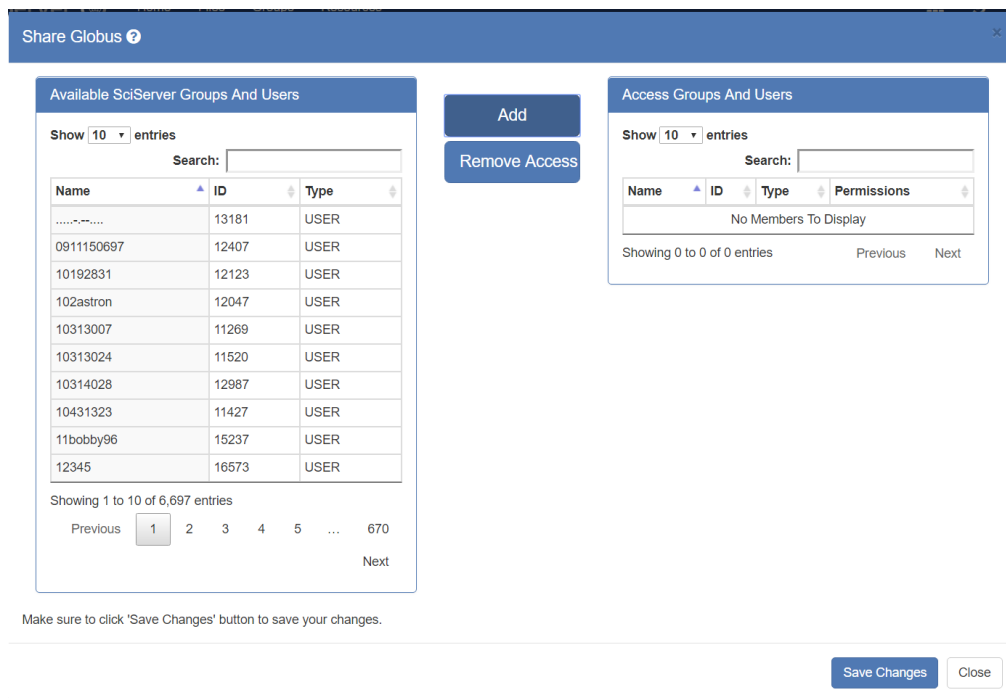 Share Globus ?
×
Available SciServer Groups And Users
Show 10 entries
Search:
Name ID Type
.....-.--.... 13181 USER
0911150697 12407 USER
10192831 12123 USER
102astron 12047 USER
10313007 11269 USER
10313024 11520 USER
10314028 12987 USER
10431323 11427 USER
11bobby96 15237 USER
12345 16573 USER
Showing 1 to 10 of 6,697 entries
Previous 1 2 3 4 5 ... 670
Next
Add
Remove Access
Access Groups And Users
Show 10 entries
Search:
Name ID Type Permissions
No Members To Display
Showing 0 to 0 of 0 entries Previous Next
Make sure to click 'Save Changes' button to save your changes.
Save Changes Close